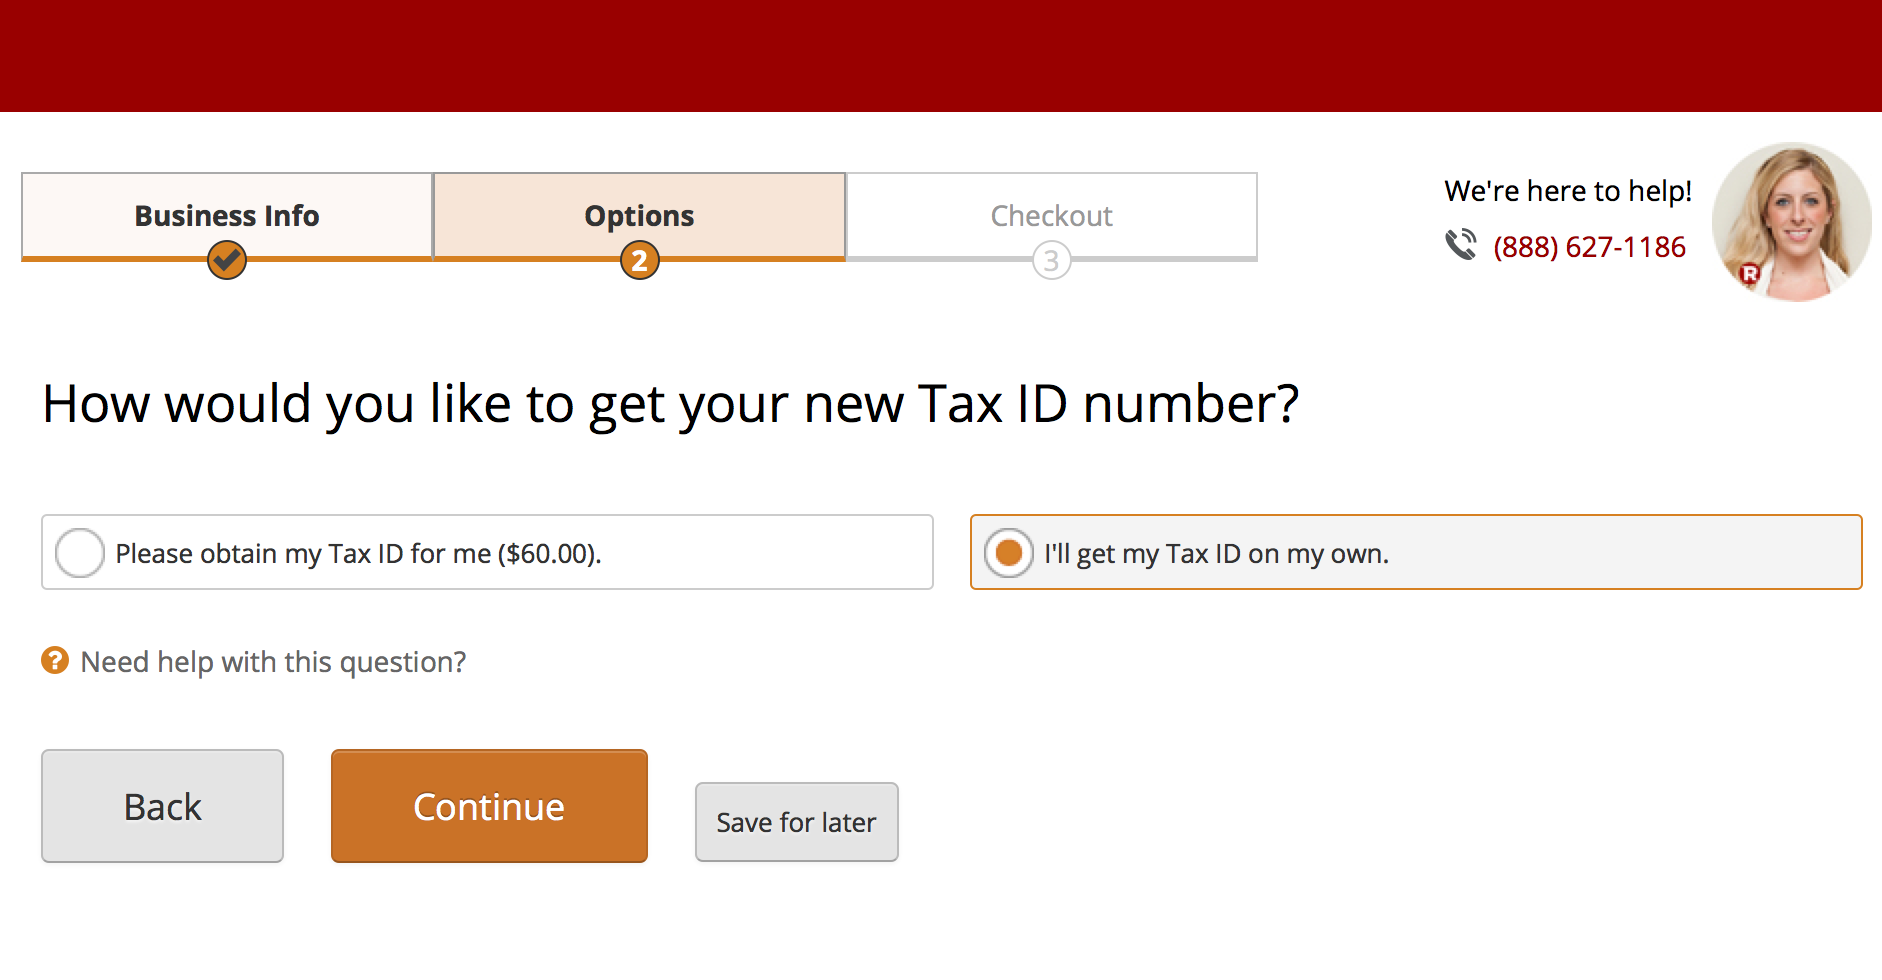 Business Info
Options
Checkout
2
3
We're here to help!
(888) 627-1186
R
How would you like to get your new Tax ID number?
Please obtain my Tax ID for me ($60.00).
I'll get my Tax ID on my own.
? Need help with this question?
Back
Continue
Save for later